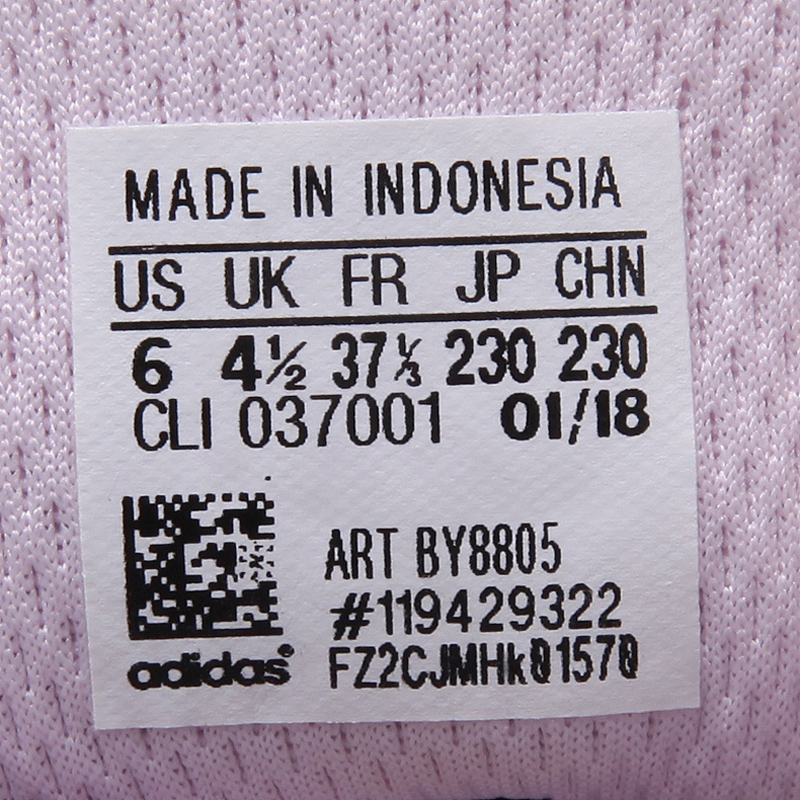 MADE IN INDONESIA
US UK FR JP CHN
6 4½ 37⅓ 230 230
CLI 037001 01/18
ART BY8805
#119429322
FZ2CJMHk01570
adidas